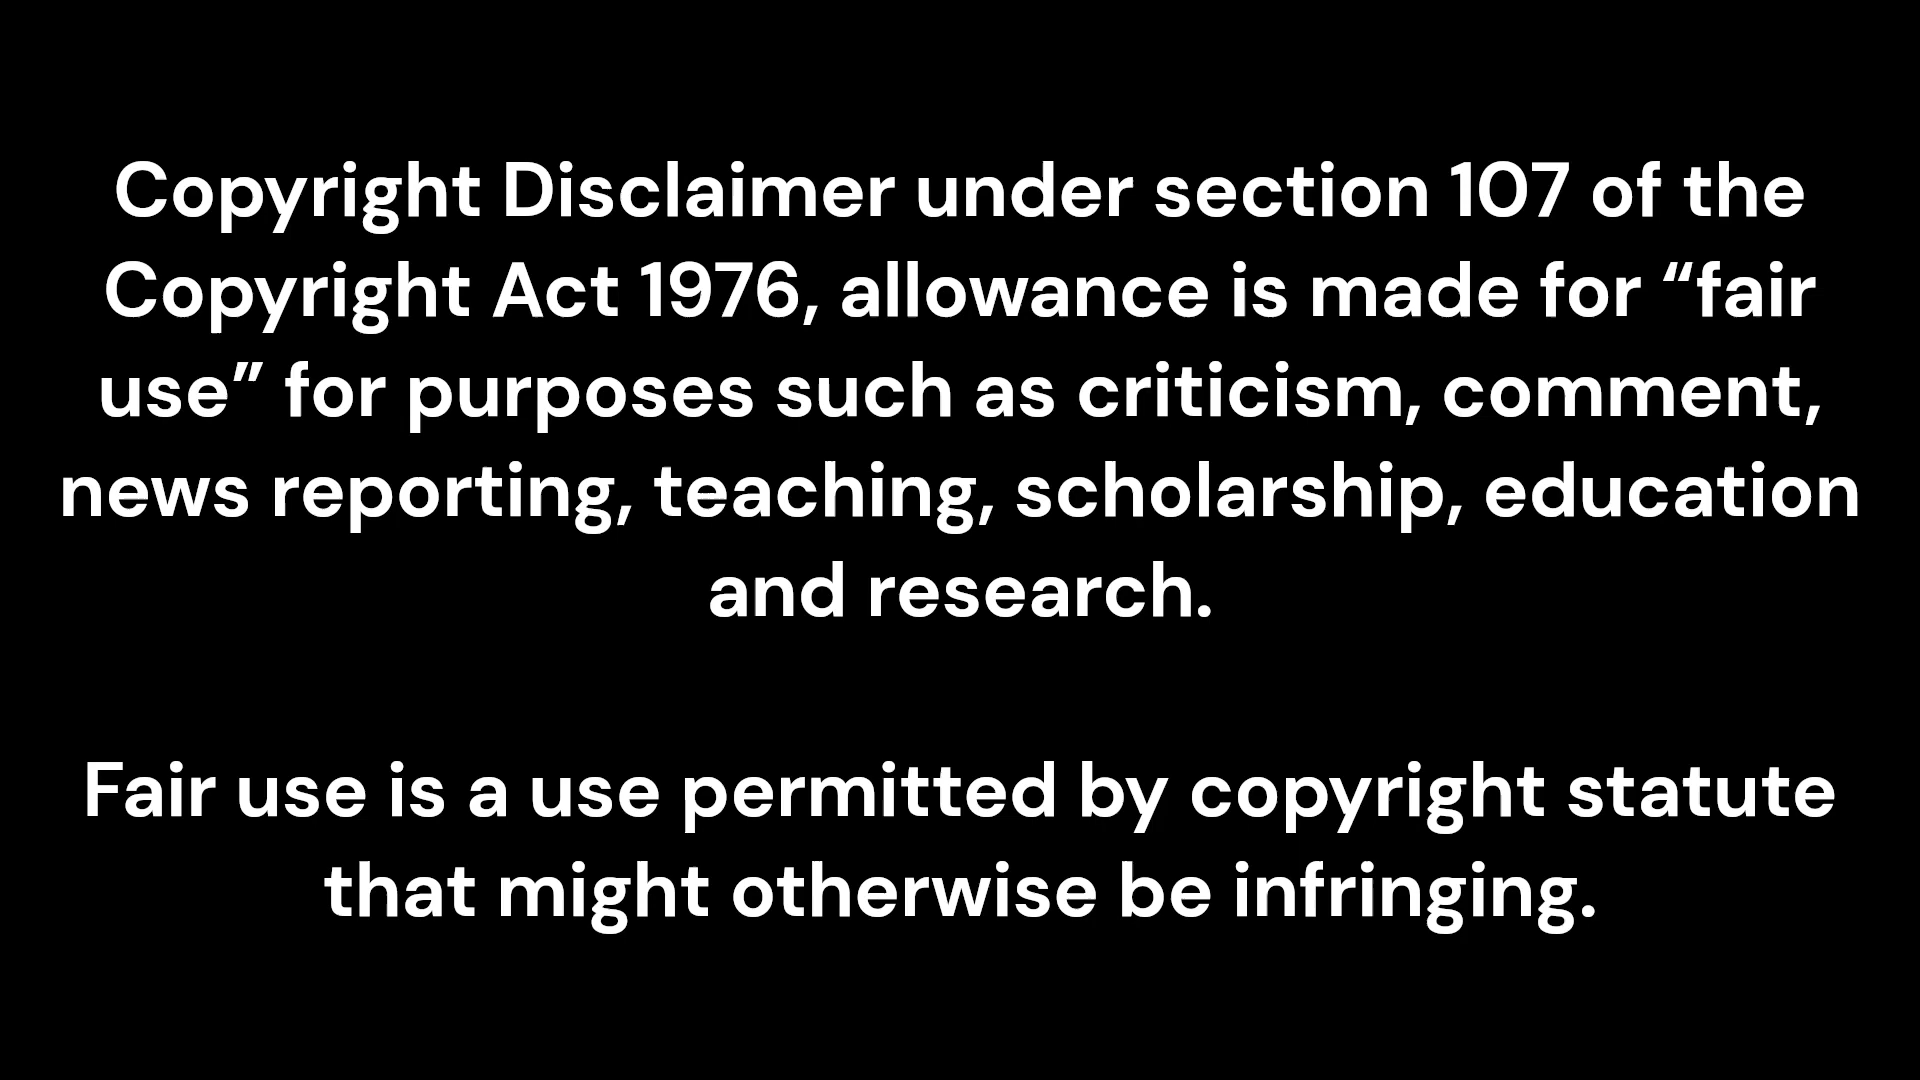 Copyright Disclaimer under section 107 of the
Copyright Act 1976, allowance is made for “fair
use” for purposes such as criticism, comment,
news reporting, teaching, scholarship, education
and research.
Fair use is a use permitted by copyright statute
that might otherwise be infringing.